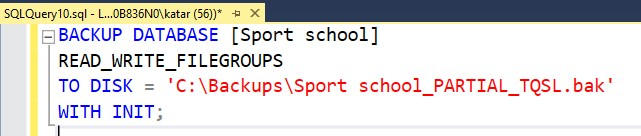 SQLQuery10.sql - L...0B836N0\katar (56))*
BACKUP DATABASE [Sport school]
READ_WRITE_FILEGROUPS
TO DISK = 'C:\Backups\Sport school_PARTIAL_TQSL.bak'
WITH INIT;